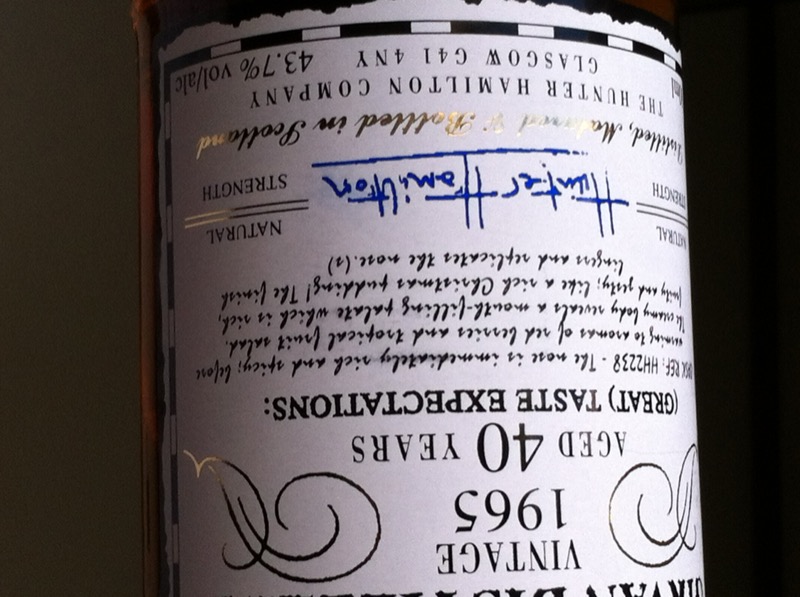 VINTAGE
1965
AGED 40 YEARS
(GREAT) TASTE EXPECTATIONS:
REF: HH2238 - The nose is immediately rich and spicy; before
warming to aromas of red berries and tropical fruit salad.
The creamy body reveals a mouth-filling palate which is rich,
fruity and zesty; like a rich Christmas pudding! The finish
lingers and replicates the nose.(s)
NATURAL STRENGTH Hunter Hamilton NATURAL STRENGTH
Distilled, Matured & Bottled in Scotland
THE HUNTER HAMILTON COMPANY
GLASGOW G41 4NY 43.7% vol/alc